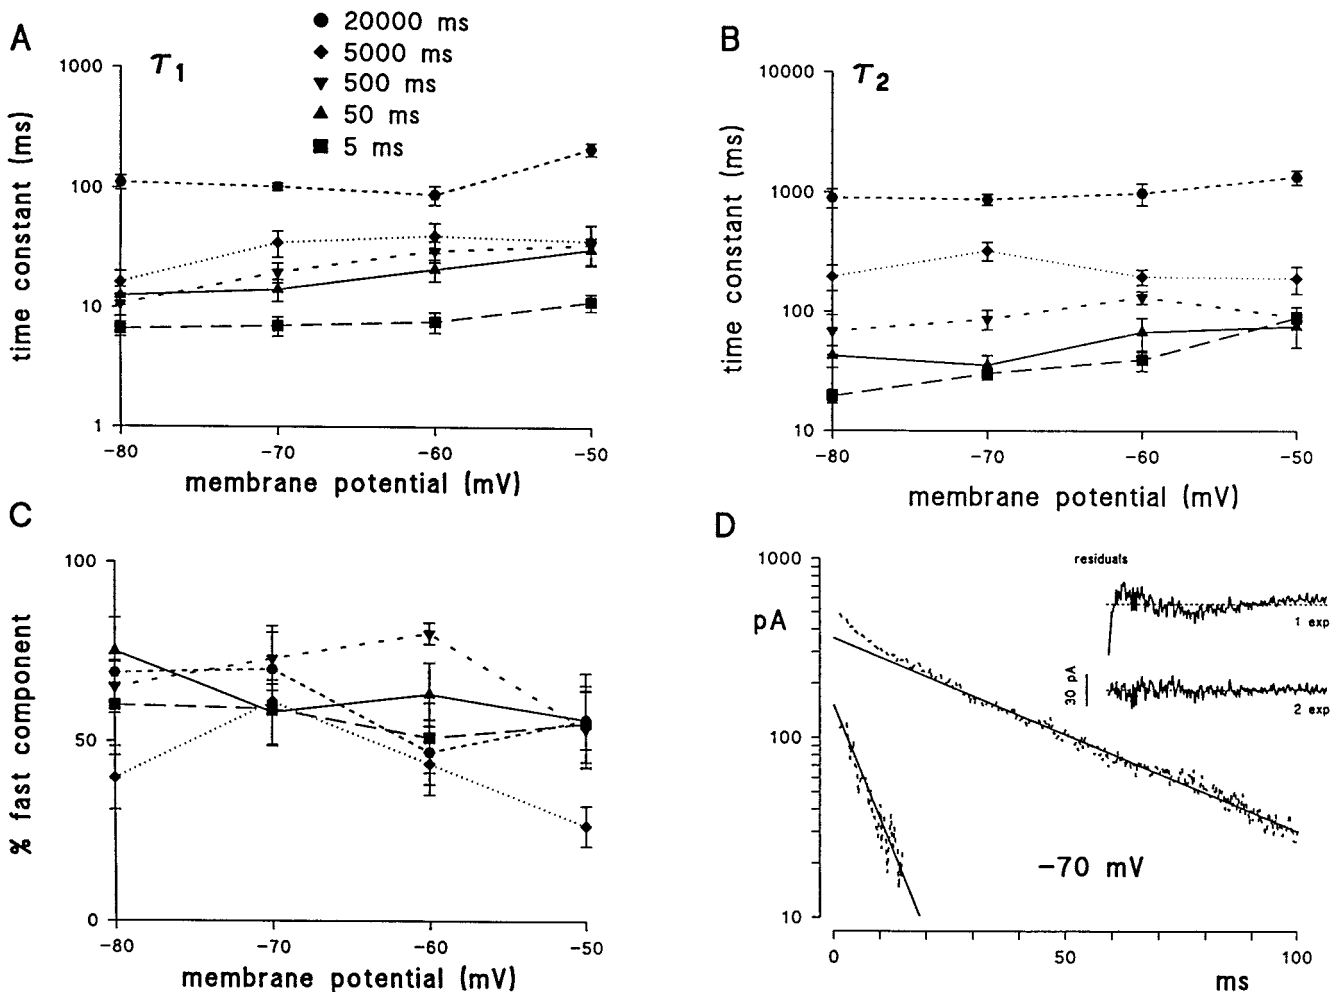 A
τ1
● 20000 ms
◆ 5000 ms
▼ 500 ms
▲ 50 ms
■ 5 ms
time constant (ms)
1000
100
10
1
-80 -70 -60 -50
membrane potential (mV)
B
τ2
time constant (ms)
10000
1000
100
10
-80 -70 -60 -50
membrane potential (mV)
C
% fast component
100
50
0
-80 -70 -60 -50
membrane potential (mV)
D
pA
1000
100
10
residuals
1 exp
30 pA
2 exp
-70 mV
0 50 100
ms